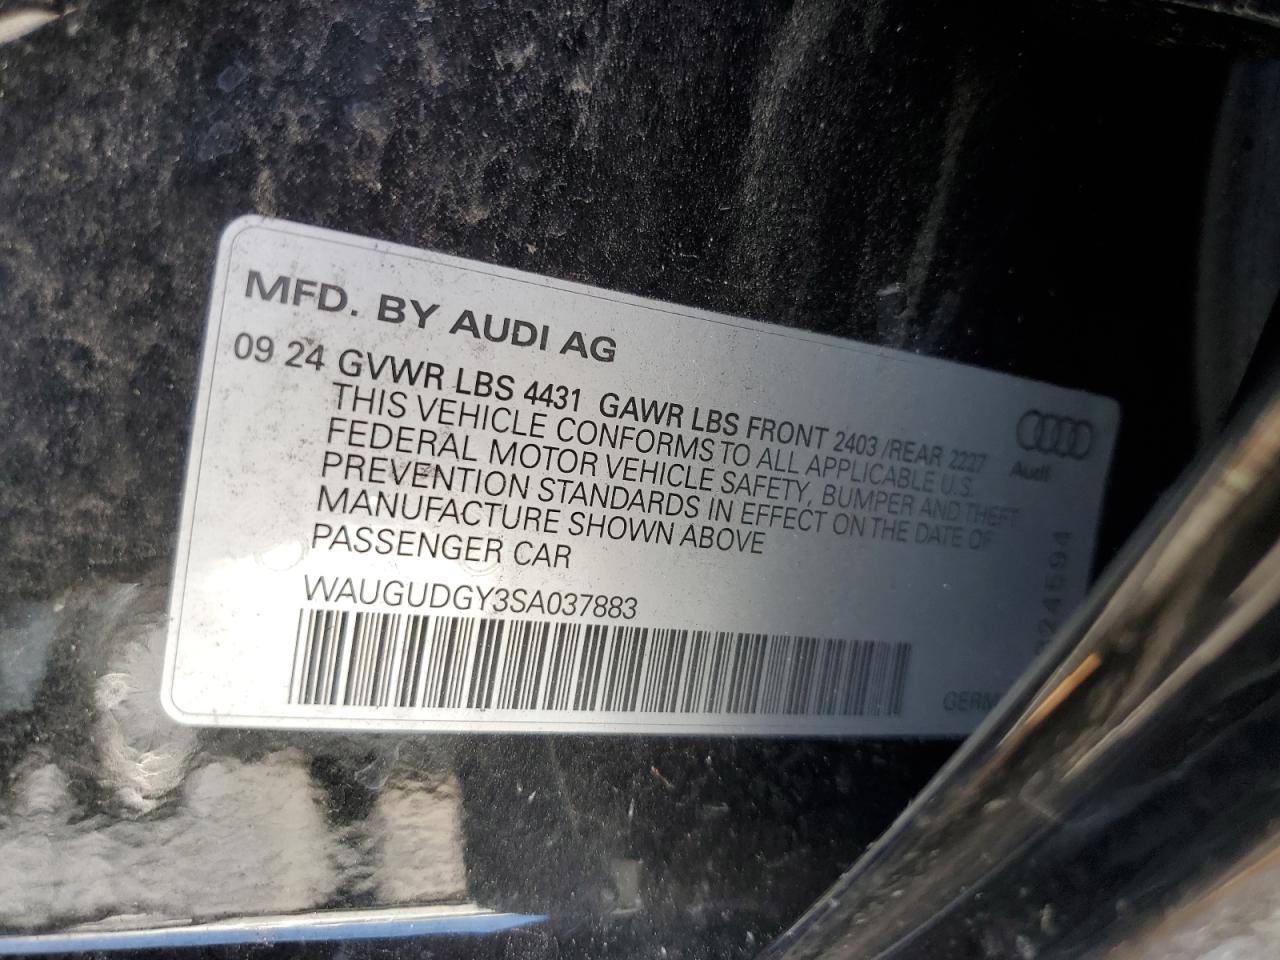 MFD. BY AUDI AG
09 24 GVWR LBS 4431 GAWR LBS FRONT 2403 /REAR 2227
THIS VEHICLE CONFORMS TO ALL APPLICABLE U.S.
FEDERAL MOTOR VEHICLE SAFETY, BUMPER AND THEFT
PREVENTION STANDARDS IN EFFECT ON THE DATE OF
MANUFACTURE SHOWN ABOVE
PASSENGER CAR
WAUGUDGY3SA037883
Audi